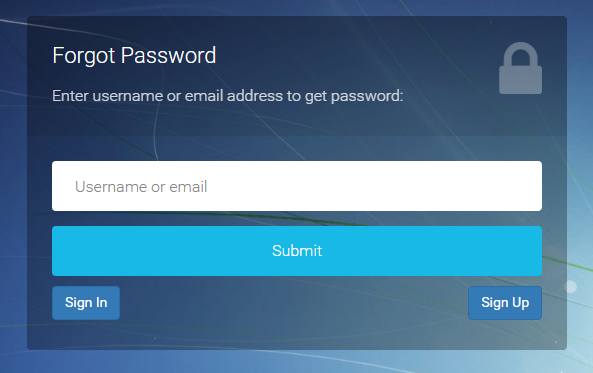 Forgot Password
Enter username or email address to get password:
Username or email
Submit
Sign In
Sign Up